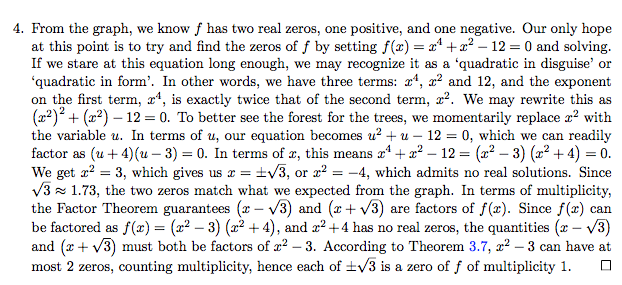 4. From the graph, we know f has two real zeros, one positive, and one negative. Our only hope
at this point is to try and find the zeros of f by setting f(x) = x⁴ + x² − 12 = 0 and solving.
If we stare at this equation long enough, we may recognize it as a ‘quadratic in disguise’ or
‘quadratic in form’. In other words, we have three terms: x⁴, x² and 12, and the exponent
on the first term, x⁴, is exactly twice that of the second term, x². We may rewrite this as
(x²)² + (x²) − 12 = 0. To better see the forest for the trees, we momentarily replace x² with
the variable u. In terms of u, our equation becomes u² + u − 12 = 0, which we can readily
factor as (u + 4)(u − 3) = 0. In terms of x, this means x⁴ + x² − 12 = (x² − 3) (x² + 4) = 0.
We get x² = 3, which gives us x = ±√3, or x² = −4, which admits no real solutions. Since
√3 ≈ 1.73, the two zeros match what we expected from the graph. In terms of multiplicity,
the Factor Theorem guarantees (x − √3) and (x + √3) are factors of f(x). Since f(x) can
be factored as f(x) = (x² − 3) (x² + 4), and x² + 4 has no real zeros, the quantities (x − √3)
and (x + √3) must both be factors of x² − 3. According to Theorem 3.7, x² − 3 can have at
most 2 zeros, counting multiplicity, hence each of ±√3 is a zero of f of multiplicity 1. □